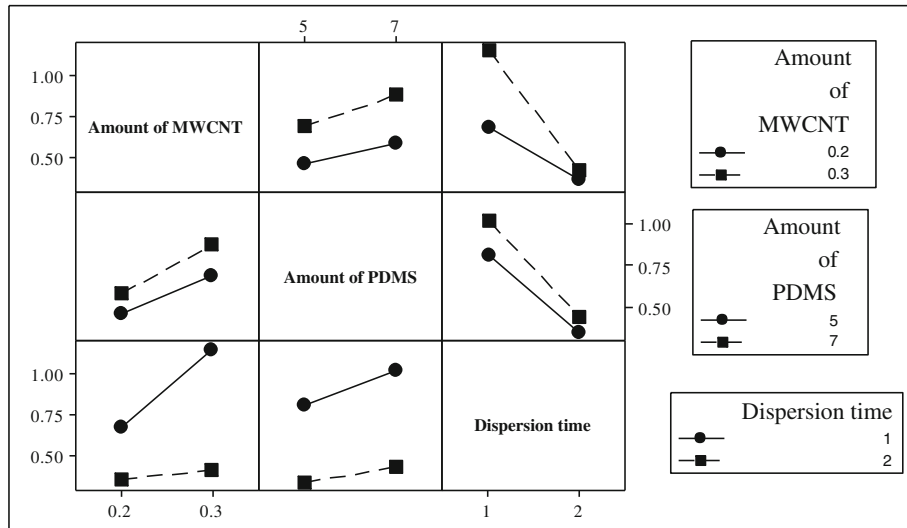 5 7
1.00
0.75
0.50
Amount of MWCNT
Amount
of
MWCNT
0.2
0.3
Amount of PDMS
1.00
0.75
0.50
Amount
of
PDMS
5
7
1.00
0.75
0.50
Dispersion time
Dispersion time
1
2
0.2 0.3 1 2